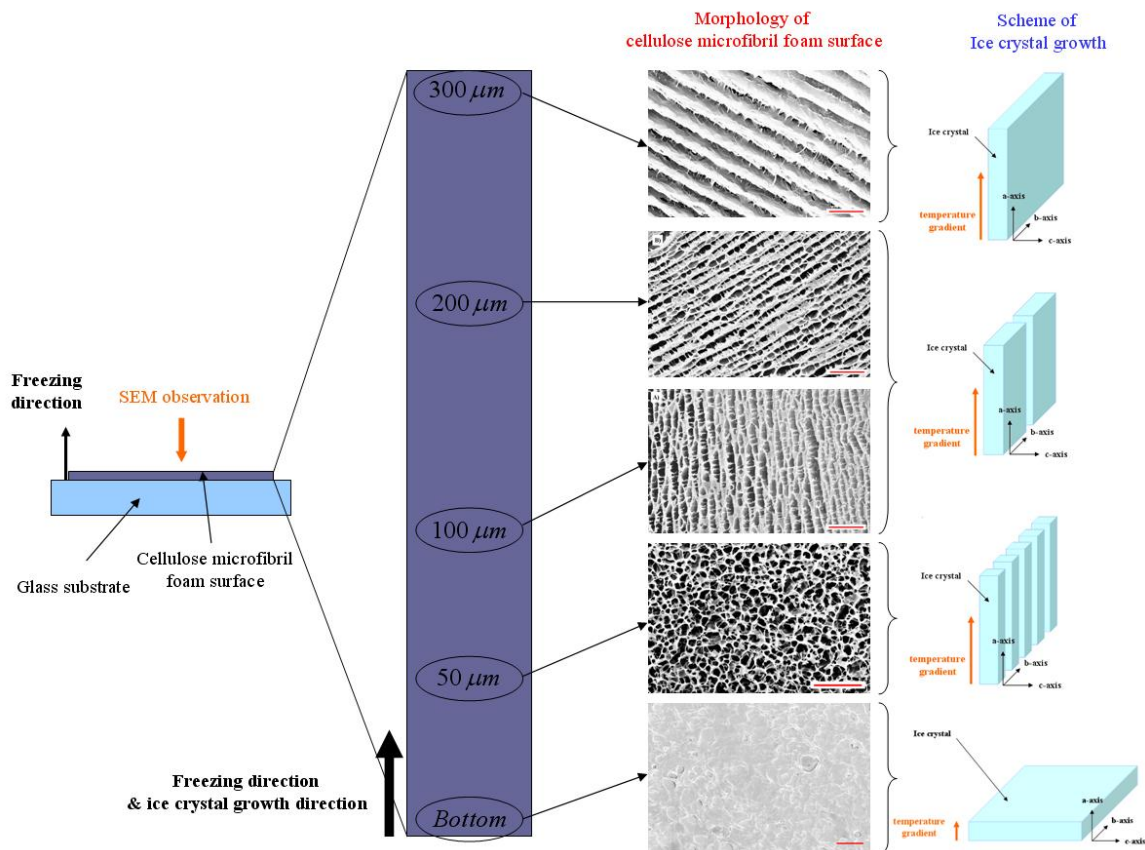 Morphology of
cellulose microfibril foam surface
Scheme of
Ice crystal growth
300 μm
200 μm
100 μm
50 μm
Bottom
Freezing
direction
SEM observation
Glass substrate
Cellulose microfibril
foam surface
Freezing direction
& ice crystal growth direction
Ice crystal
temperature
gradient
a-axis
b-axis
c-axis
Ice crystal
temperature
gradient
a-axis
b-axis
c-axis
Ice crystal
temperature
gradient
a-axis
b-axis
c-axis
Ice crystal
temperature
gradient
a-axis
b-axis
c-axis